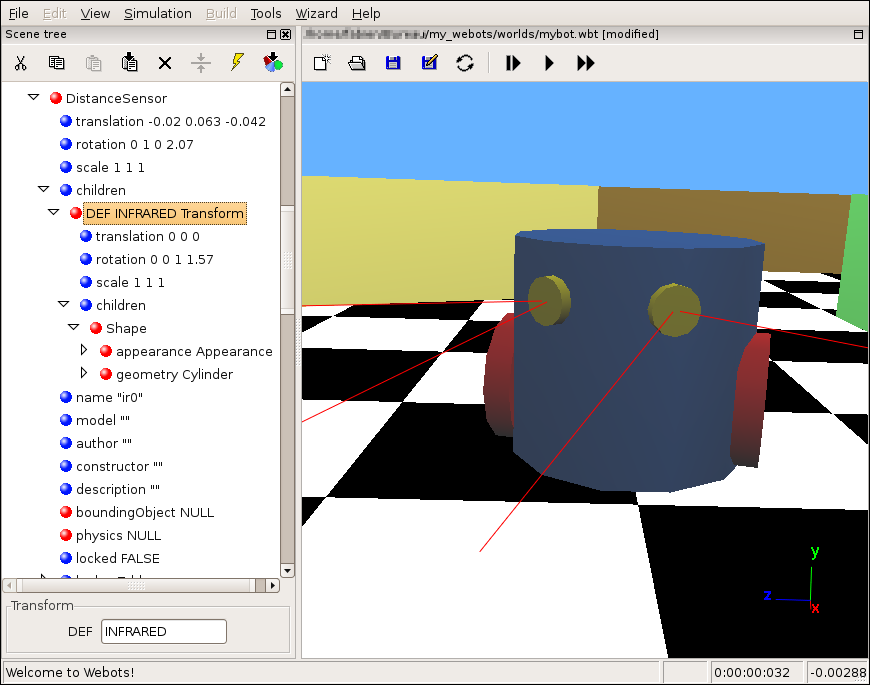 File Edit View Simulation Build Tools Wizard Help
Scene tree
/my_webots/worlds/mybot.wbt [modified]
DistanceSensor
translation -0.02 0.063 -0.042
rotation 0 1 0 2.07
scale 1 1 1
children
DEF INFRARED Transform
translation 0 0 0
rotation 0 0 1 1.57
scale 1 1 1
children
Shape
appearance Appearance
geometry Cylinder
name "ir0"
model ""
author ""
constructor ""
description ""
boundingObject NULL
physics NULL
locked FALSE
y
z
x
Transform
DEF INFRARED
Welcome to Webots!
0:00:00:032
-0.00288